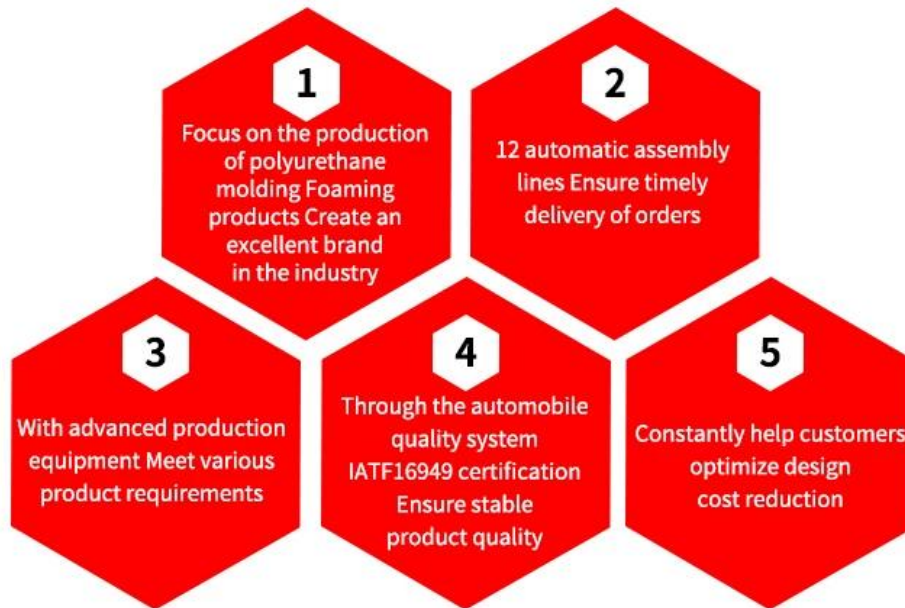 1
Focus on the production
of polyurethane
molding Foaming
products Create an
excellent brand
in the industry
2
12 automatic assembly
lines Ensure timely
delivery of orders
3
With advanced production
equipment Meet various
product requirements
4
Through the automobile
quality system
IATF16949 certification
Ensure stable
product quality
5
Constantly help customers
optimize design
cost reduction